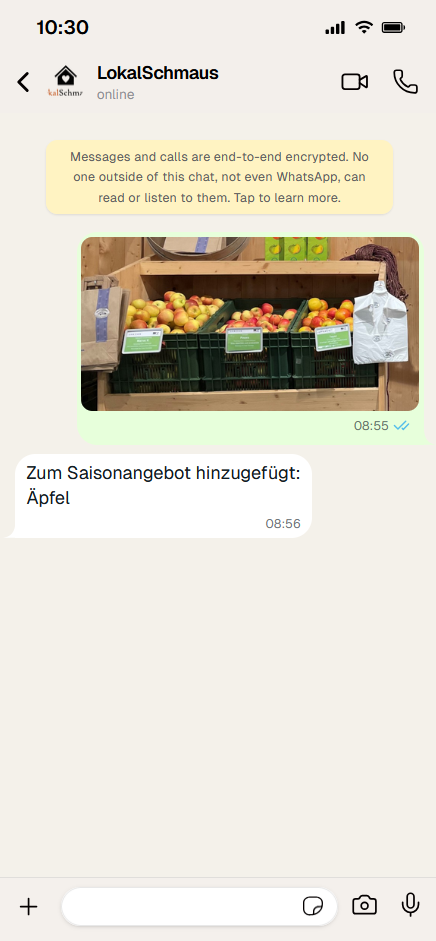 10:30
LokalSchmaus
online
Messages and calls are end-to-end encrypted. No
one outside of this chat, not even WhatsApp, can
read or listen to them. Tap to learn more.
08:55
Zum Saisonangebot hinzugefügt:
Äpfel
08:56